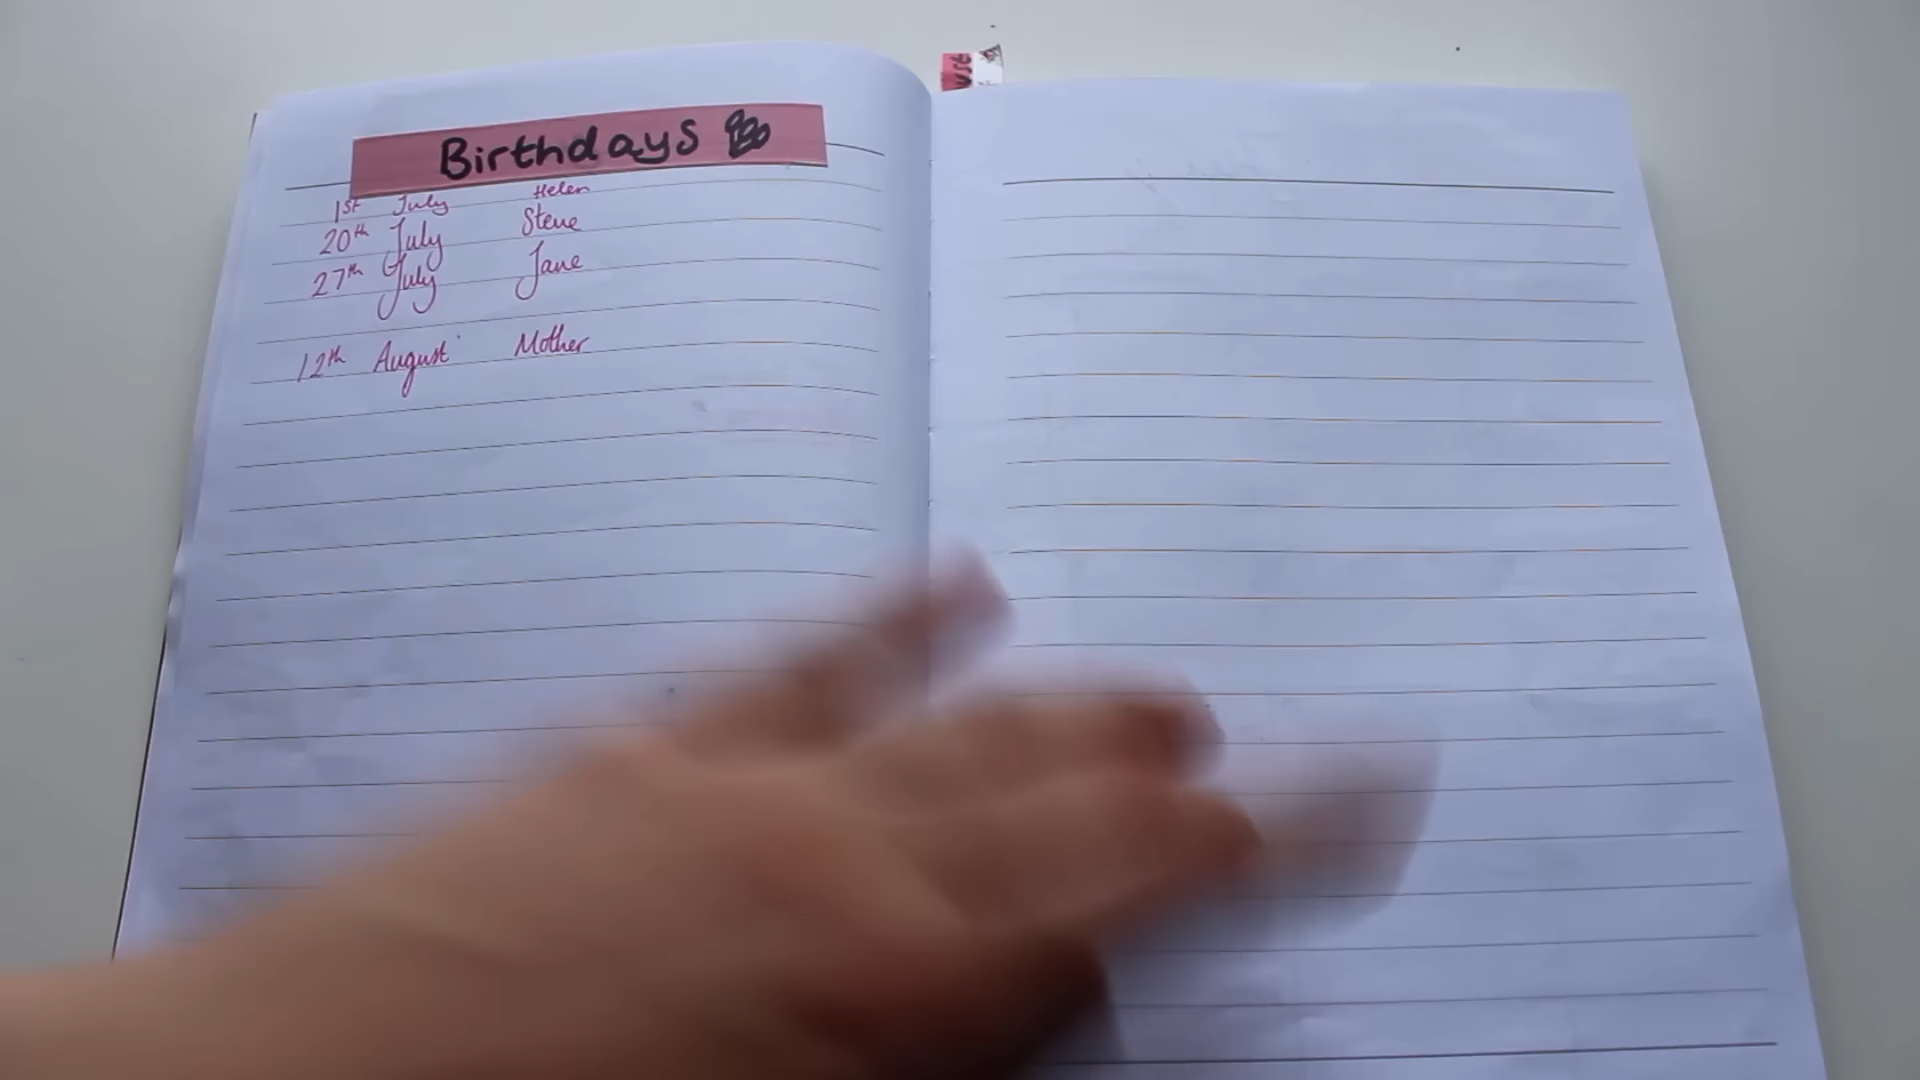 Birthdays
1st July Helen
20th July Steve
27th July Jane
12th August Mother